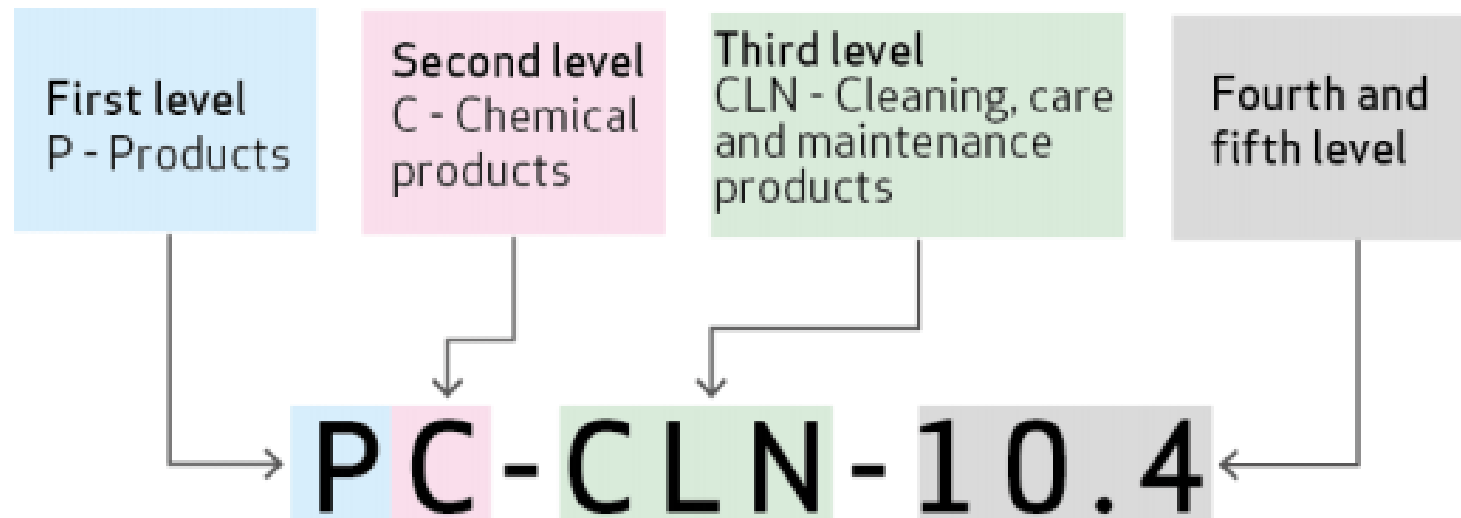 First level
P - Products
Second level
C - Chemical
products
Third level
CLN - Cleaning, care
and maintenance
products
Fourth and
fifth level
PC-CLN-10.4